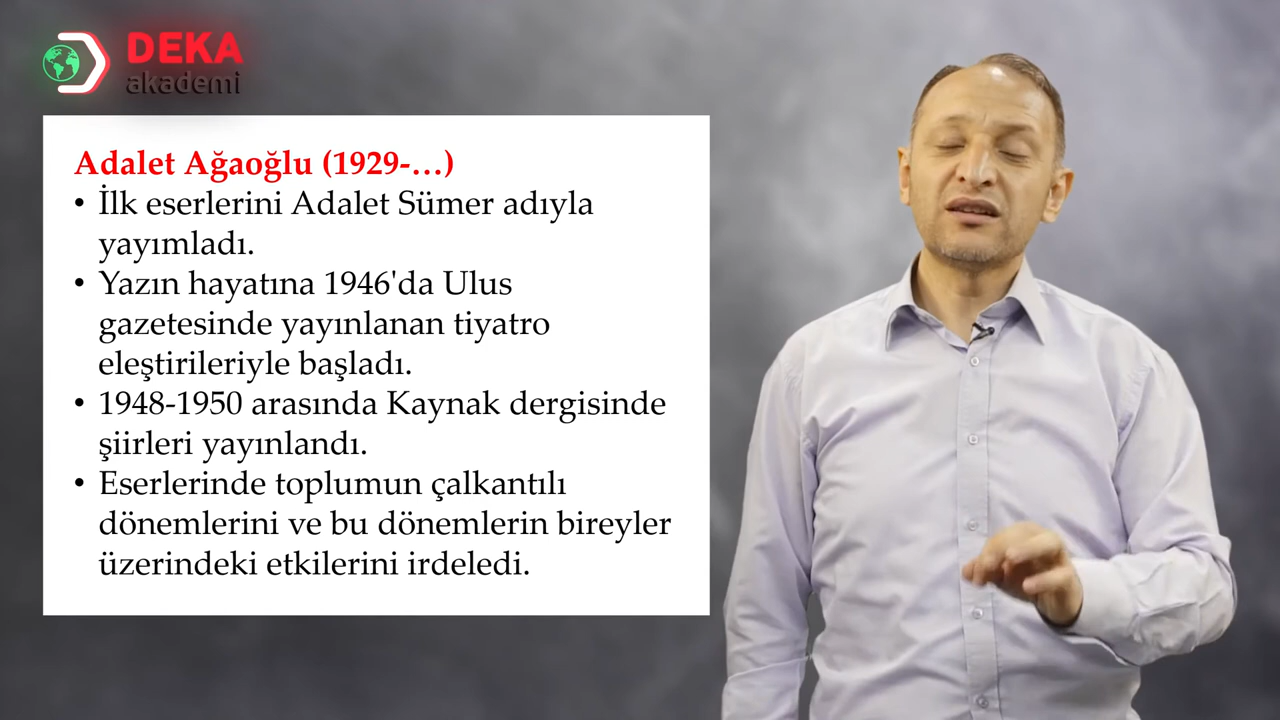 DEKA
akademi
Adalet Ağaoğlu (1929-...)
• İlk eserlerini Adalet Sümer adıyla
yayımladı.
• Yazın hayatına 1946'da Ulus
gazetesinde yayınlanan tiyatro
eleştirileriyle başladı.
• 1948-1950 arasında Kaynak dergisinde
şiirleri yayınlandı.
• Eserlerinde toplumun çalkantılı
dönemlerini ve bu dönemlerin bireyler
üzerindeki etkilerini irdeledi.